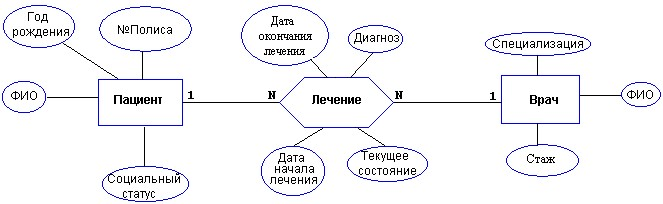 Год
рождения
№Полиса
Дата
окончания
лечения
Диагноз
Специализация
ФИО
Пациент
1
N
Лечение
N
1
Врач
ФИО
Социальный
статус
Дата
начала
лечения
Текущее
состояние
Стаж